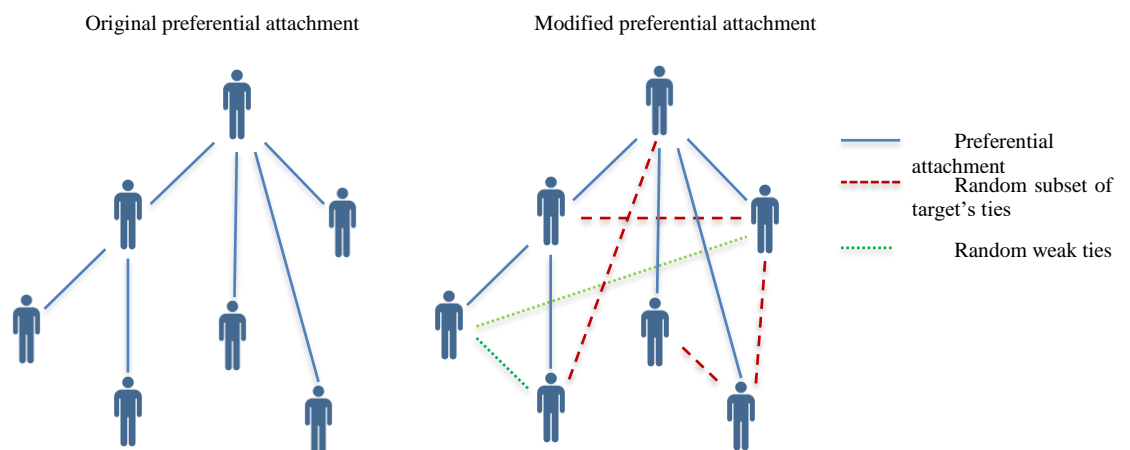 Original preferential attachment
Modified preferential attachment
Preferential
attachment
Random subset of
target's ties
Random weak ties